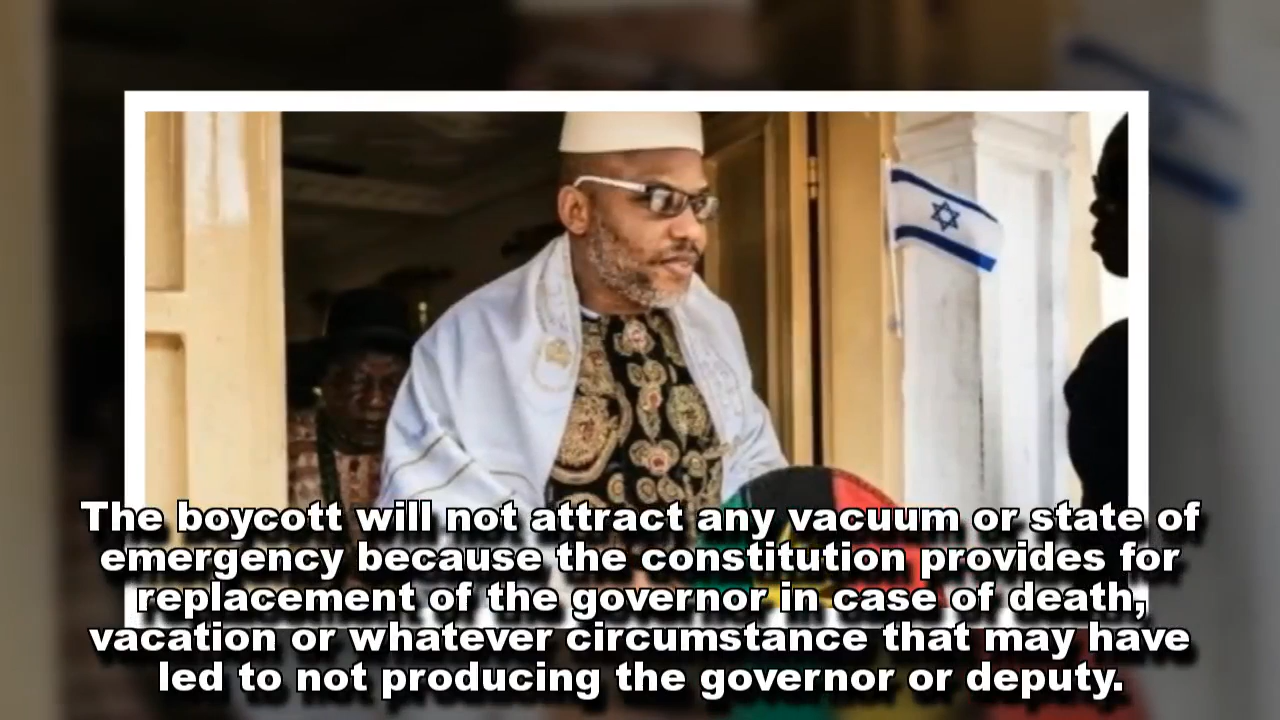 The boycott will not attract any vacuum or state of
emergency because the constitution provides for
replacement of the governor in case of death,
vacation or whatever circumstance that may have
led to not producing the governor or deputy.